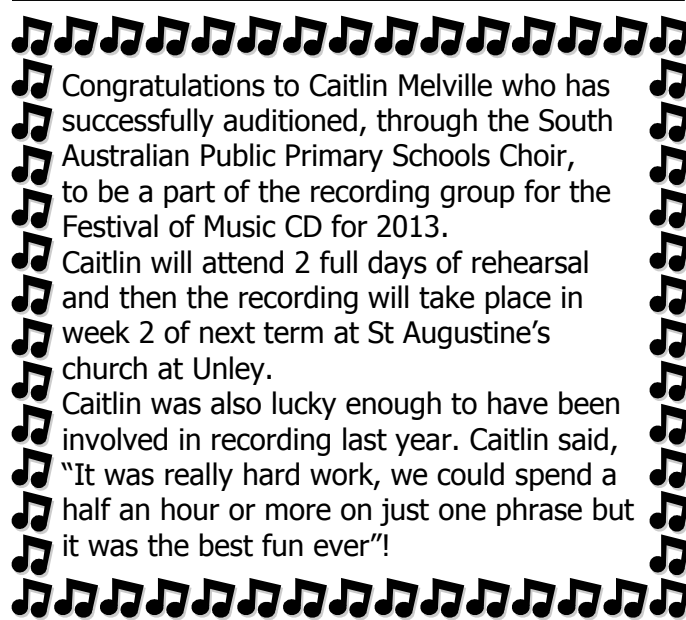 Congratulations to Caitlin Melville who has
successfully auditioned, through the South
Australian Public Primary Schools Choir,
to be a part of the recording group for the
Festival of Music CD for 2013.
Caitlin will attend 2 full days of rehearsal
and then the recording will take place in
week 2 of next term at St Augustine’s
church at Unley.
Caitlin was also lucky enough to have been
involved in recording last year. Caitlin said,
“It was really hard work, we could spend a
half an hour or more on just one phrase but
it was the best fun ever”!